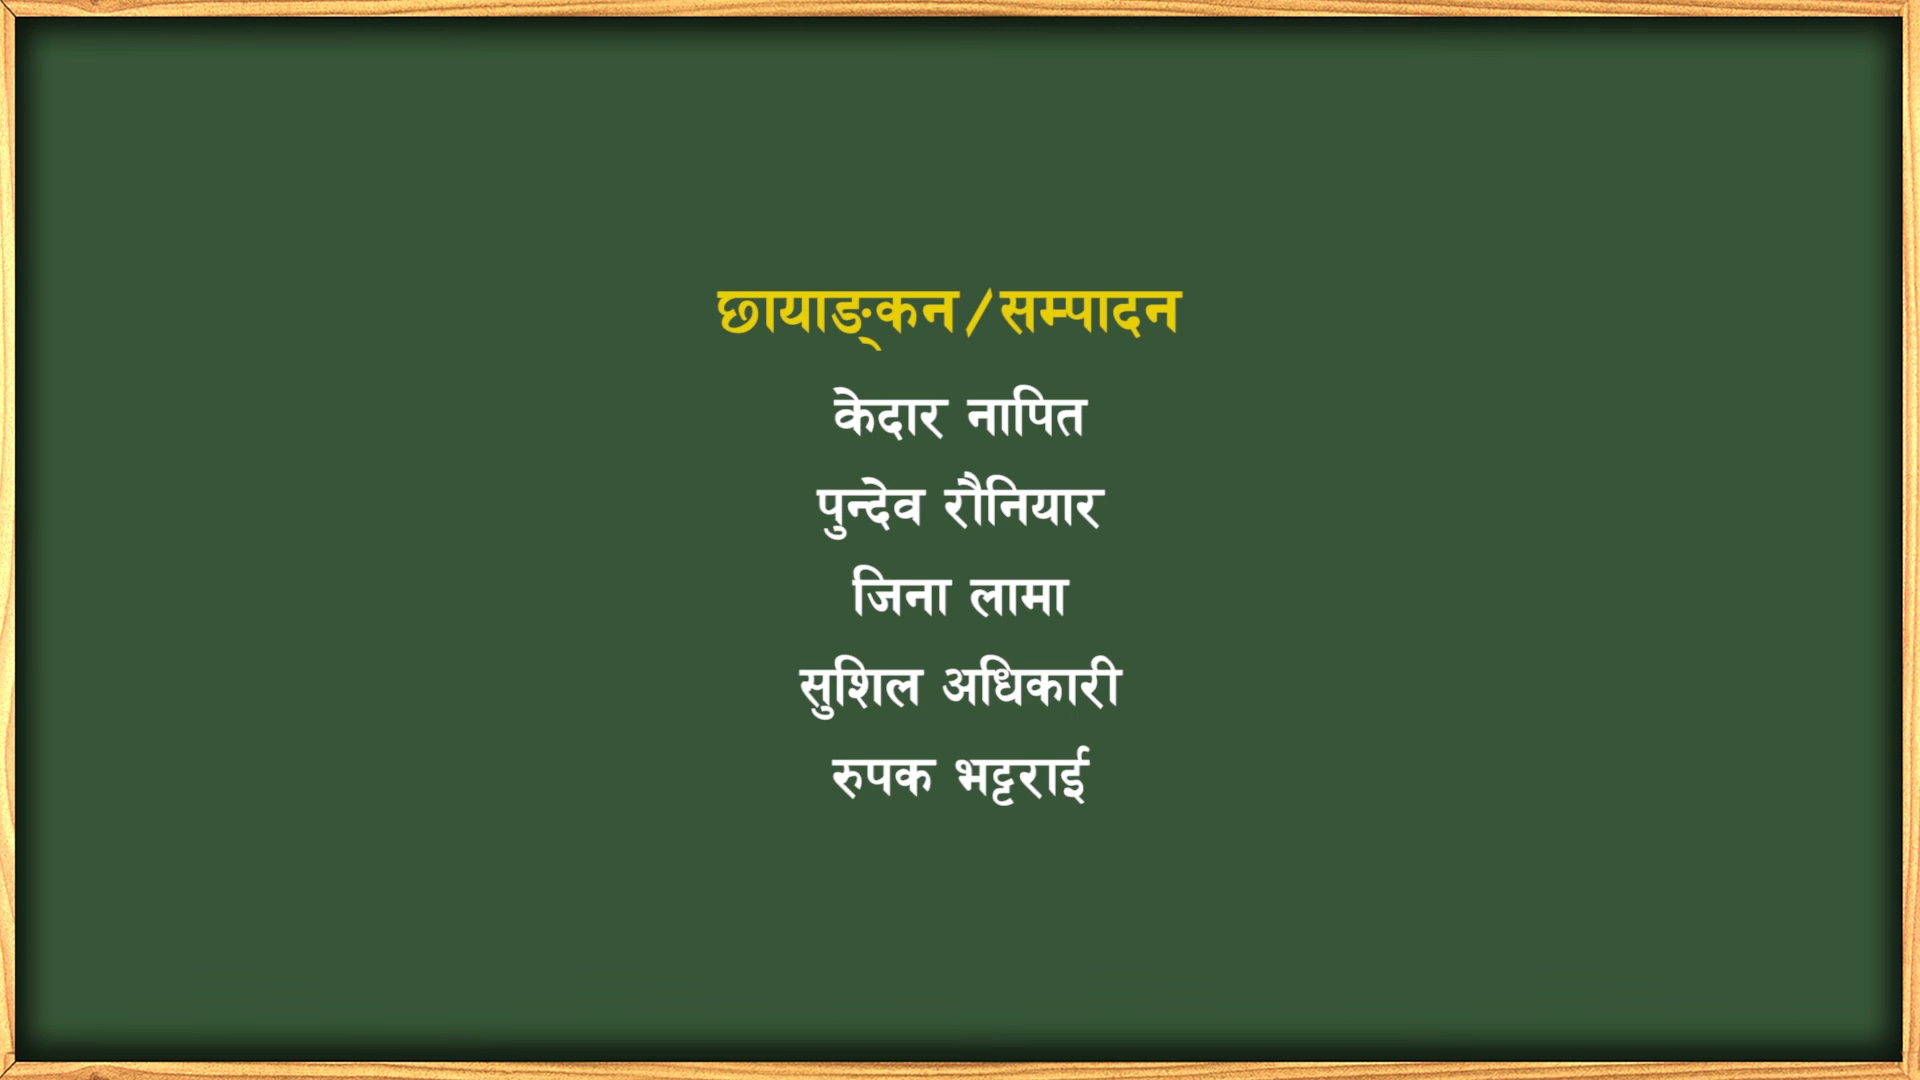 छायाङ्कन/सम्पादन
केदार नापित
पुन्देव रौनियार
जिना लामा
सुशिल अधिकारी
रुपक भट्टराई